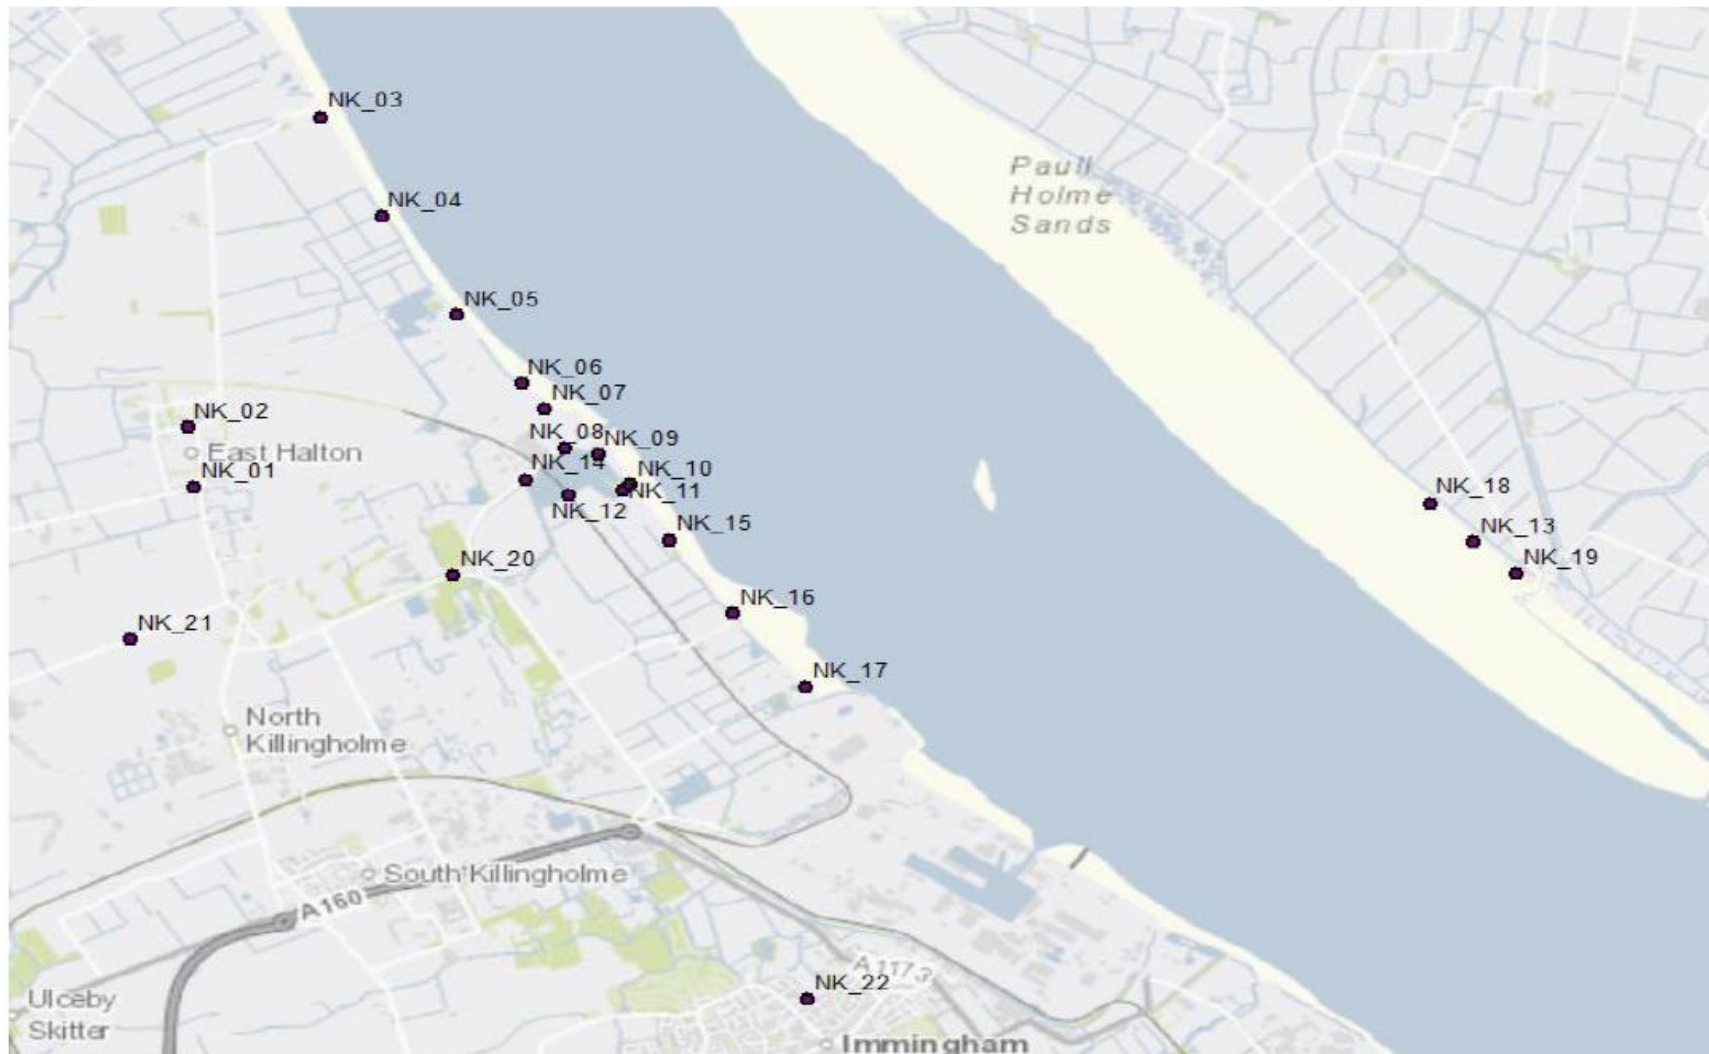 NK_03
Paull
Holme
Sands
NK_04
NK_05
NK_06
NK_07
NK_02
East Halton
NK_08
NK_09
NK_01
NK_14
NK_10
NK_11
NK_12
NK_18
NK_15
NK_13
NK_19
NK_20
NK_16
NK_21
NK_17
North
Killingholme
South Killingholme
A160
A1173
NK_22
Ulceby
Skitter
Immingham